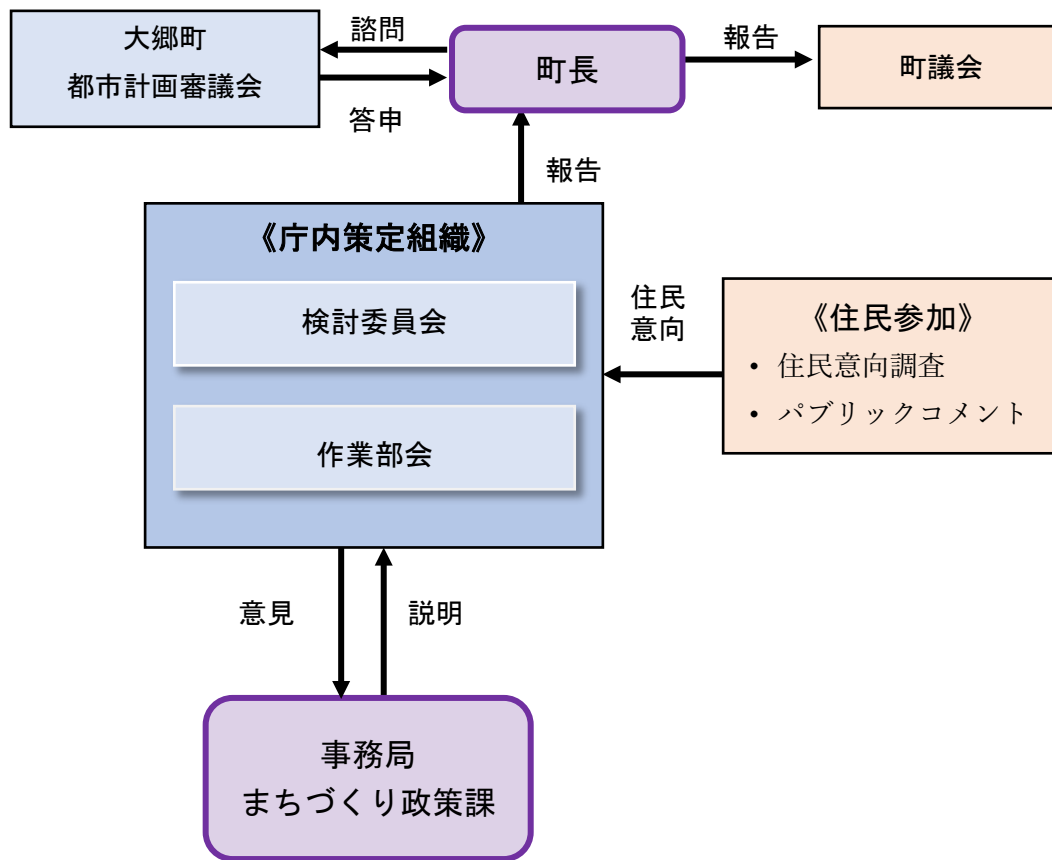 大郷町
都市計画審議会
諮問
答申
町長
報告
町議会
報告
《庁内策定組織》
検討委員会
作業部会
住民
意向
《住民参加》
• 住民意向調査
• パブリックコメント
意見
説明
事務局
まちづくり政策課